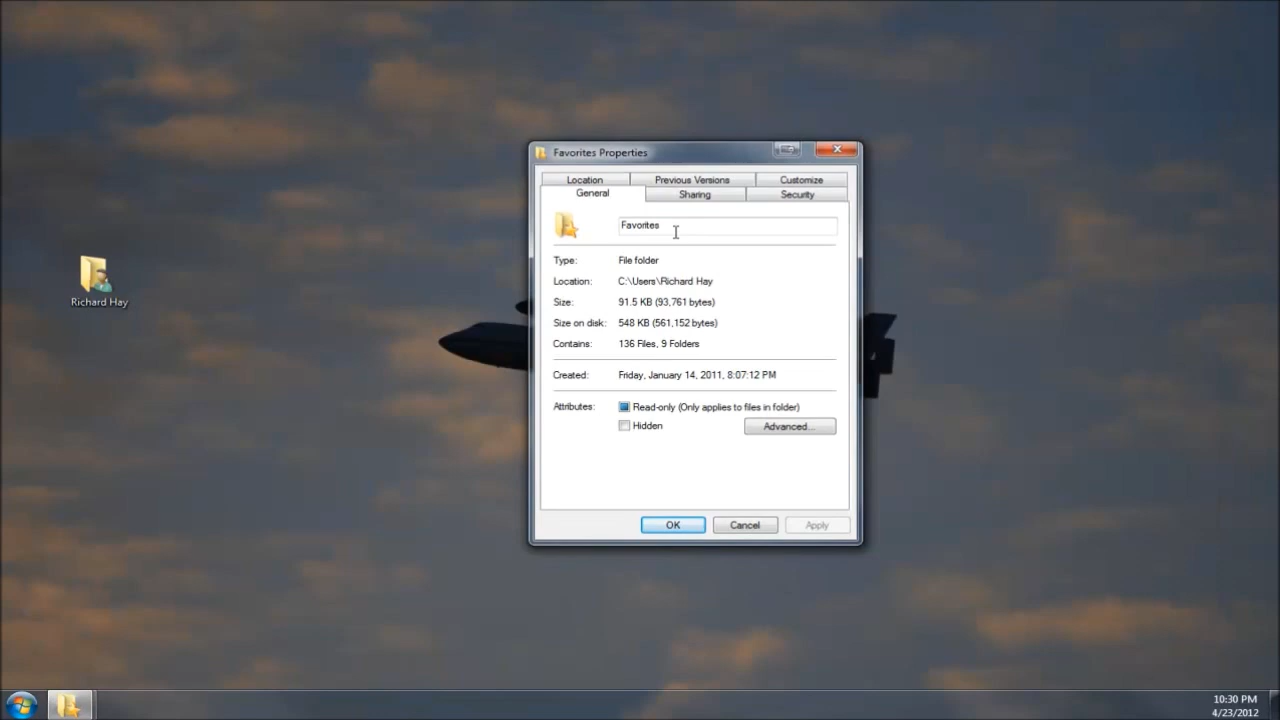 Favorites Properties
Location Previous Versions Customize
General Sharing Security
Favorites
Type: File folder
Location: C:\Users\Richard Hay
Size: 91.5 KB (93,761 bytes)
Size on disk: 548 KB (561,152 bytes)
Contains: 136 Files, 9 Folders
Created: Friday, January 14, 2011, 8:07:12 PM
Attributes: Read-only (Only applies to files in folder)
Hidden Advanced...
OK Cancel Apply
Richard Hay
10:30 PM
4/23/2012